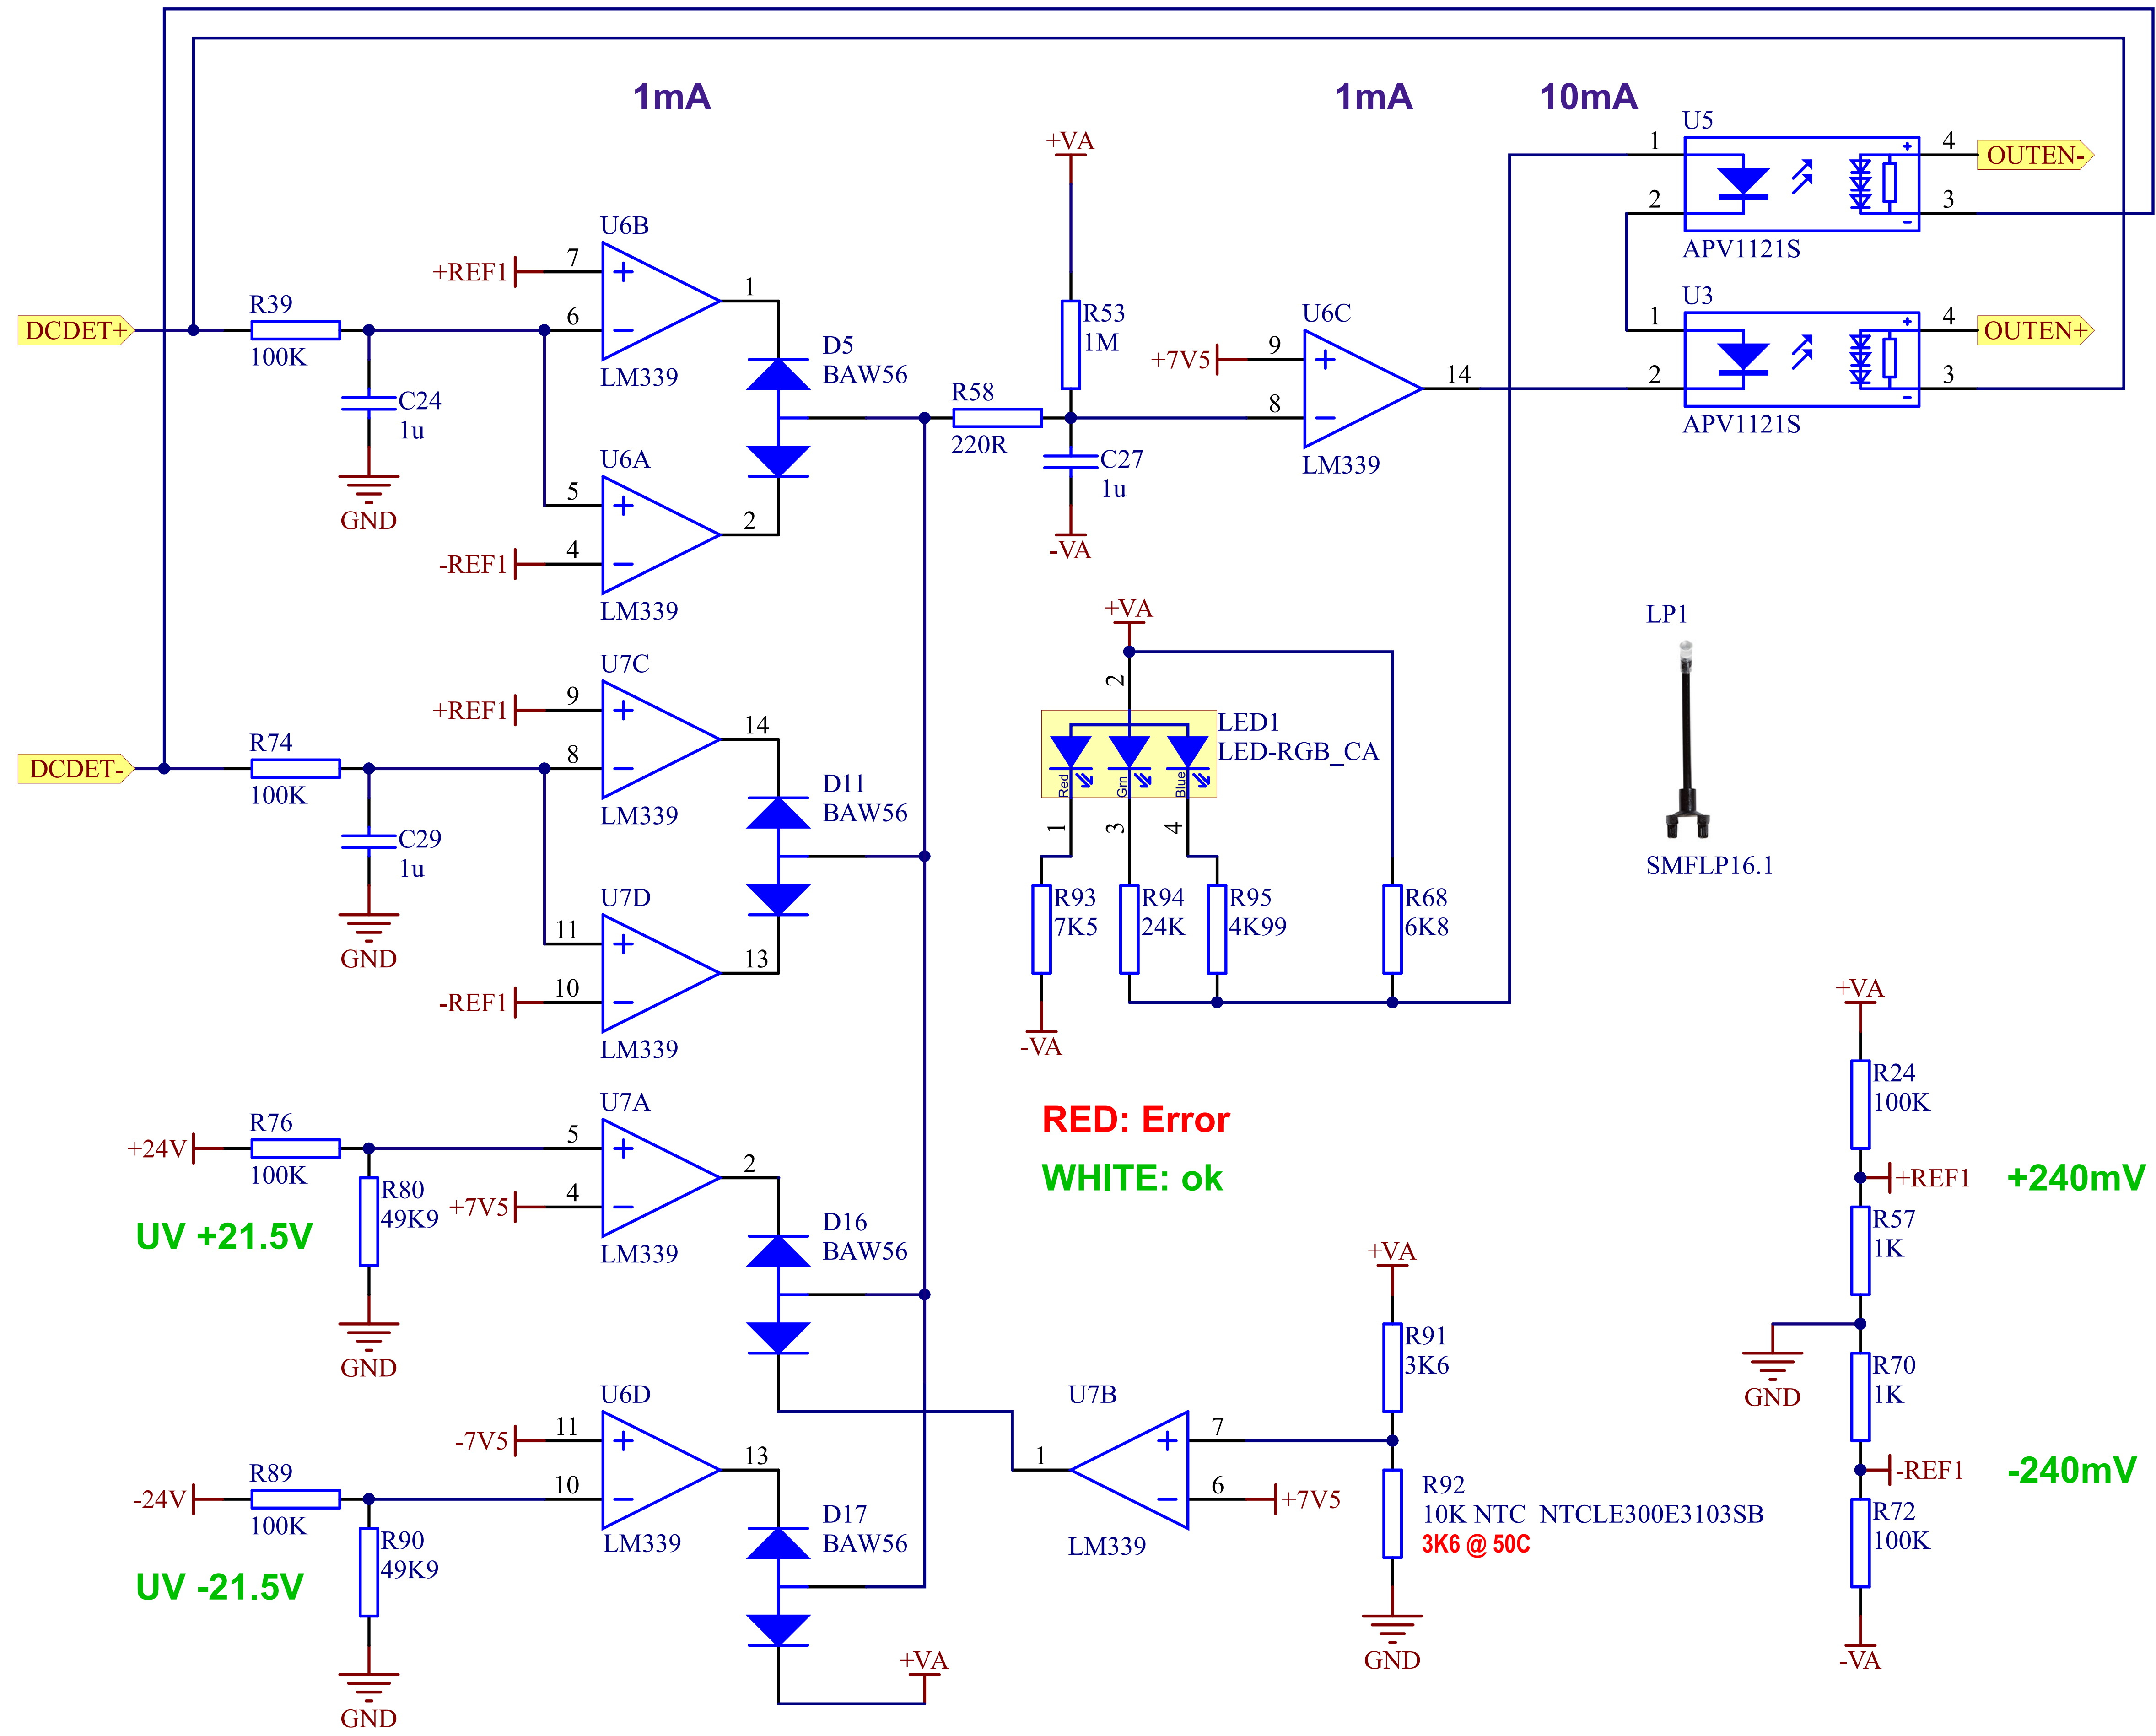 1mA
1mA
10mA
+VA
U5
1
4
OUTEN-
2
3
APV1121S
U3
1
4
OUTEN+
2
3
APV1121S
U6B
+REF1
7
1
6
LM339
DCDET+
R39
100K
C24
1u
GND
D5
BAW56
U6A
5
2
-REF1
4
LM339
R53
1M
R58
220R
C27
1u
-VA
U6C
+7V5
9
14
8
LM339
U7C
+REF1
9
14
8
LM339
DCDET-
R74
100K
C29
1u
GND
D11
BAW56
U7D
11
13
-REF1
10
LM339
+VA
2
LED1
LED-RGB_CA
Red
Grn
Blue
1
3
4
R93
7K5
R94
24K
R95
4K99
R68
6K8
-VA
LP1
SMFLP16.1
RED: Error
WHITE: ok
U7A
+24V
R76
100K
5
2
+7V5
4
LM339
R80
49K9
UV +21.5V
GND
D16
BAW56
U6D
-7V5
11
13
-24V
R89
100K
10
LM339
R90
49K9
UV -21.5V
GND
D17
BAW56
+VA
U7B
1
7
6
+7V5
LM339
+VA
R91
3K6
R92
10K NTC NTCLE300E3103SB
3K6 @ 50C
GND
+VA
R24
100K
+REF1
+240mV
R57
1K
GND
R70
1K
-REF1
-240mV
R72
100K
-VA